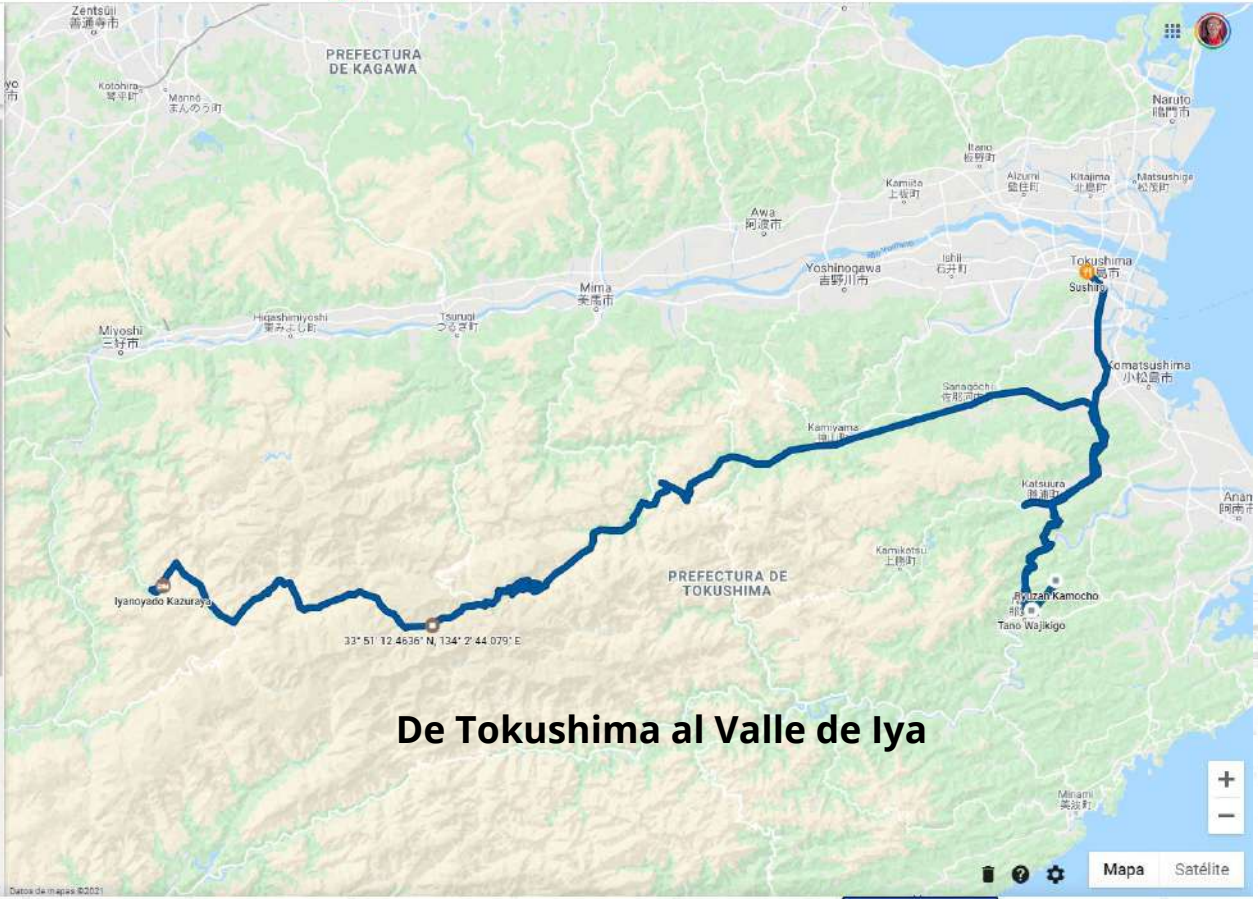 Zentsūji
善通寺市
PREFECTURA
DE KAGAWA
Kotohira
琴平町
Mannō
まんのう町
Naruto
鳴門市
Itano
板野町
Aizumi
藍住町
Kitajima
北島町
Matsushige
松茂町
Kamiita
上板町
Awa
阿波市
Ishii
石井町
Yoshinogawa
吉野川市
Tokushima
島市
Sushiro
Mima
美馬市
Higashimiyoshi
東みよし町
Tsurugi
つるぎ町
Miyoshi
三好市
Komatsushima
小松島市
Sanagōchi
佐那河内
Kamiyama
神山町
Katsuura
勝浦町
Anan
阿南市
Kamikatsu
上勝町
PREFECTURA DE
TOKUSHIMA
Iyanoyado Kazuraya
Ryuzan Kamocho
那
Tano Wajikigo
33° 51' 12.4636" N, 134° 2' 44.079" E
De Tokushima al Valle de Iya
Minami
美波町
+
−
Mapa
Satélite
Datos de mapas ©2021